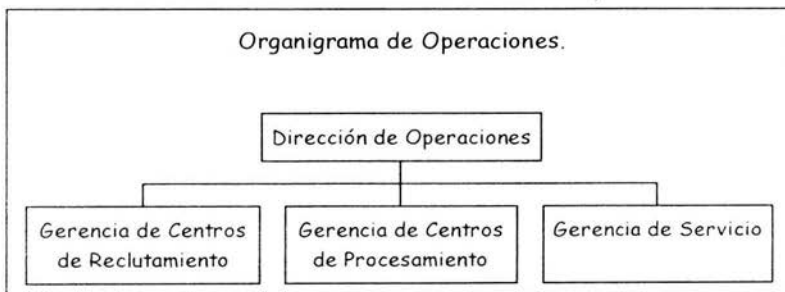 Organigrama de Operaciones.
Dirección de Operaciones
Gerencia de Centros
de Reclutamiento
Gerencia de Centros
de Procesamiento
Gerencia de Servicio